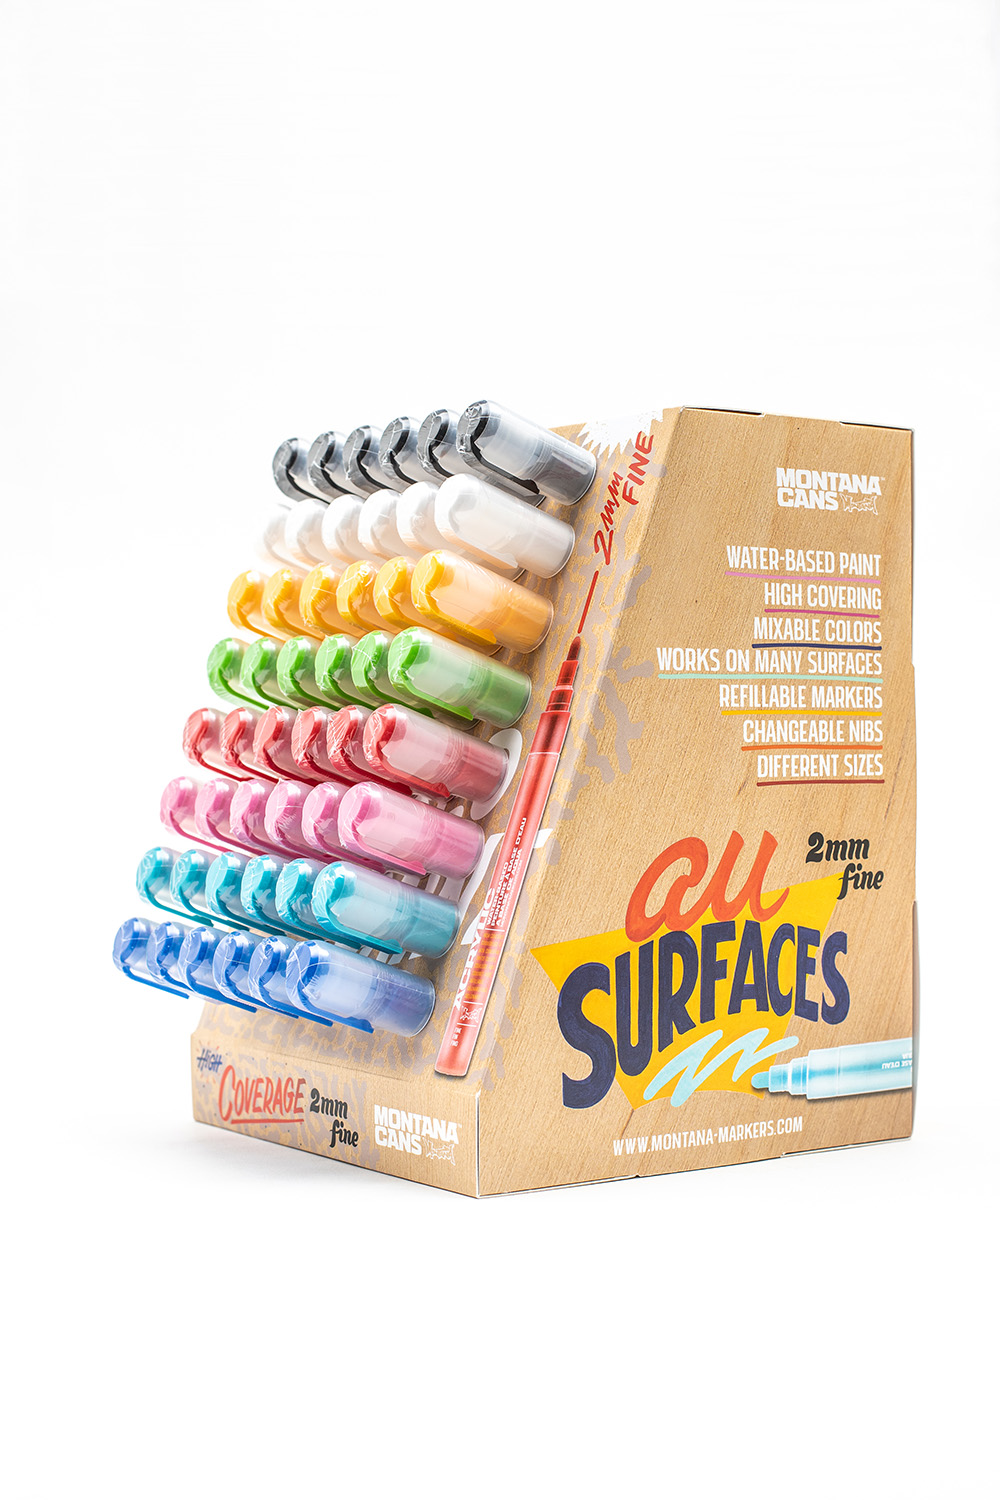 2mm
FINE
MONTANA
CANS
WATER-BASED PAINT
HIGH COVERING
MIXABLE COLORS
WORKS ON MANY SURFACES
REFILLABLE MARKERS
CHANGEABLE NIBS
DIFFERENT SIZES
2mm
fine
all
SURFACES
WWW.MONTANA-MARKERS.COM
ACRYLIC
HIGH
COVERAGE
2mm
fine
MONTANA
CANS